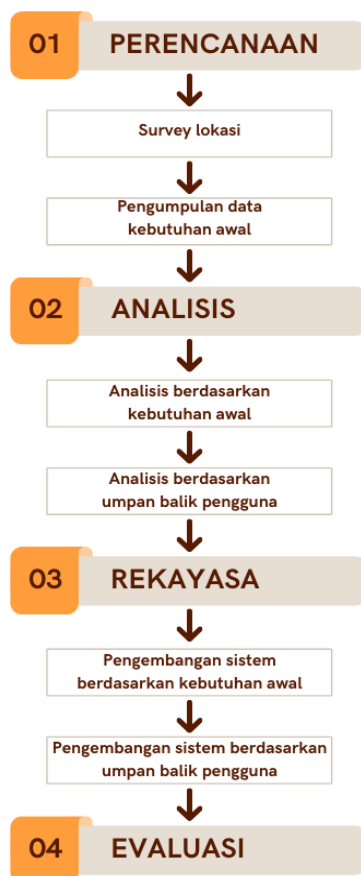 01 PERENCANAAN
Survey lokasi
Pengumpulan data
kebutuhan awal
02 ANALISIS
Analisis berdasarkan
kebutuhan awal
Analisis berdasarkan
umpan balik pengguna
03 REKAYASA
Pengembangan sistem
berdasarkan kebutuhan awal
Pengembangan sistem berdasarkan
umpan balik pengguna
04 EVALUASI